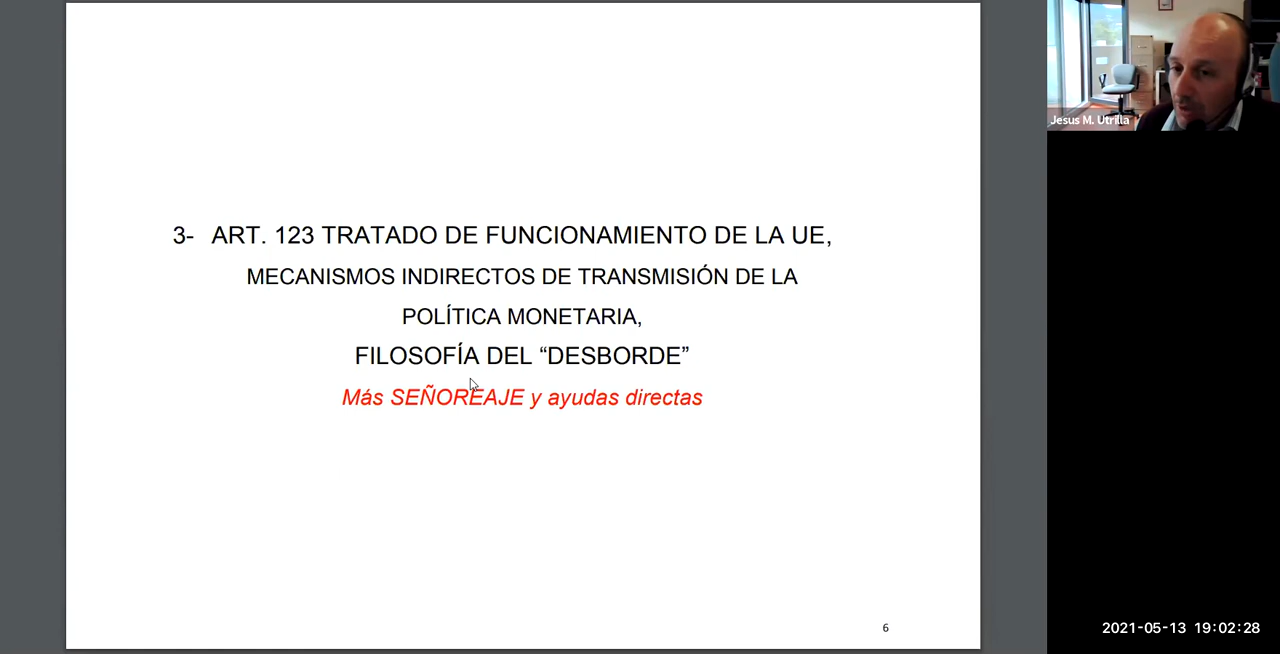 3- ART. 123 TRATADO DE FUNCIONAMIENTO DE LA UE,
MECANISMOS INDIRECTOS DE TRANSMISIÓN DE LA
POLÍTICA MONETARIA,
FILOSOFÍA DEL “DESBORDE”
Más SEÑOREAJE y ayudas directas
6
Jesus M. Utrilla
2021-05-13 19:02:28